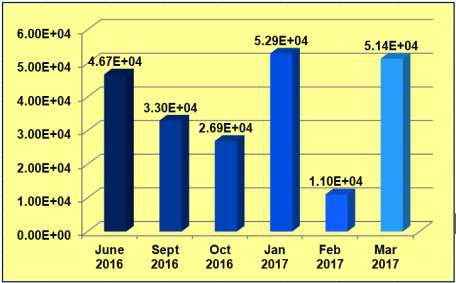 6.00E+04
5.00E+04
4.00E+04
3.00E+04
2.00E+04
1.00E+04
0.00E+00
4.67E+04
3.30E+04
2.69E+04
5.29E+04
1.10E+04
5.14E+04
June Sept Oct Jan Feb Mar
2016 2016 2016 2017 2017 2017